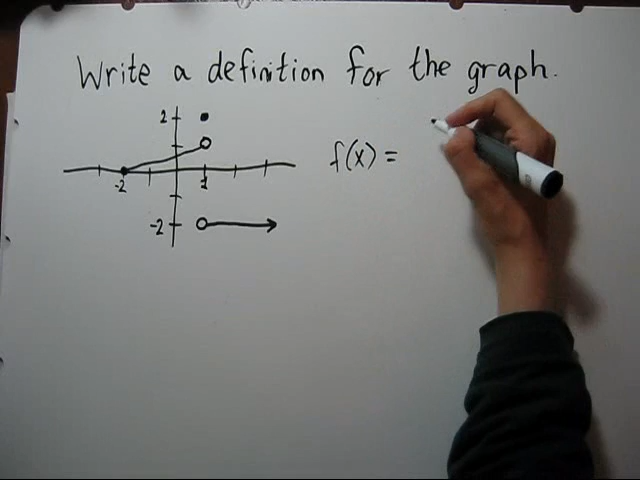 Write a definition for the graph.
2
f(x) =
-2
1
-2